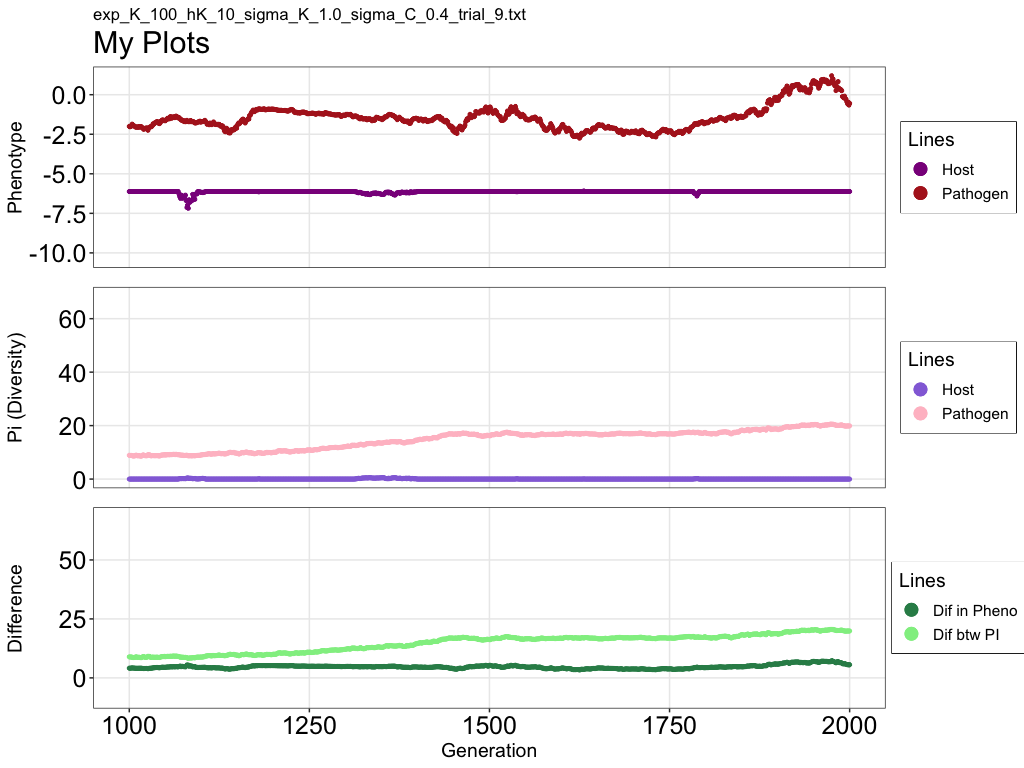 exp_K_100_hK_10_sigma_K_1.0_sigma_C_0.4_trial_9.txt
My Plots
Phenotype
0.0
-2.5
-5.0
-7.5
-10.0
Lines
Host
Pathogen
Pi (Diversity)
60
40
20
0
Lines
Host
Pathogen
Difference
50
25
0
Lines
Dif in Pheno
Dif btw PI
1000 1250 1500 1750 2000
Generation